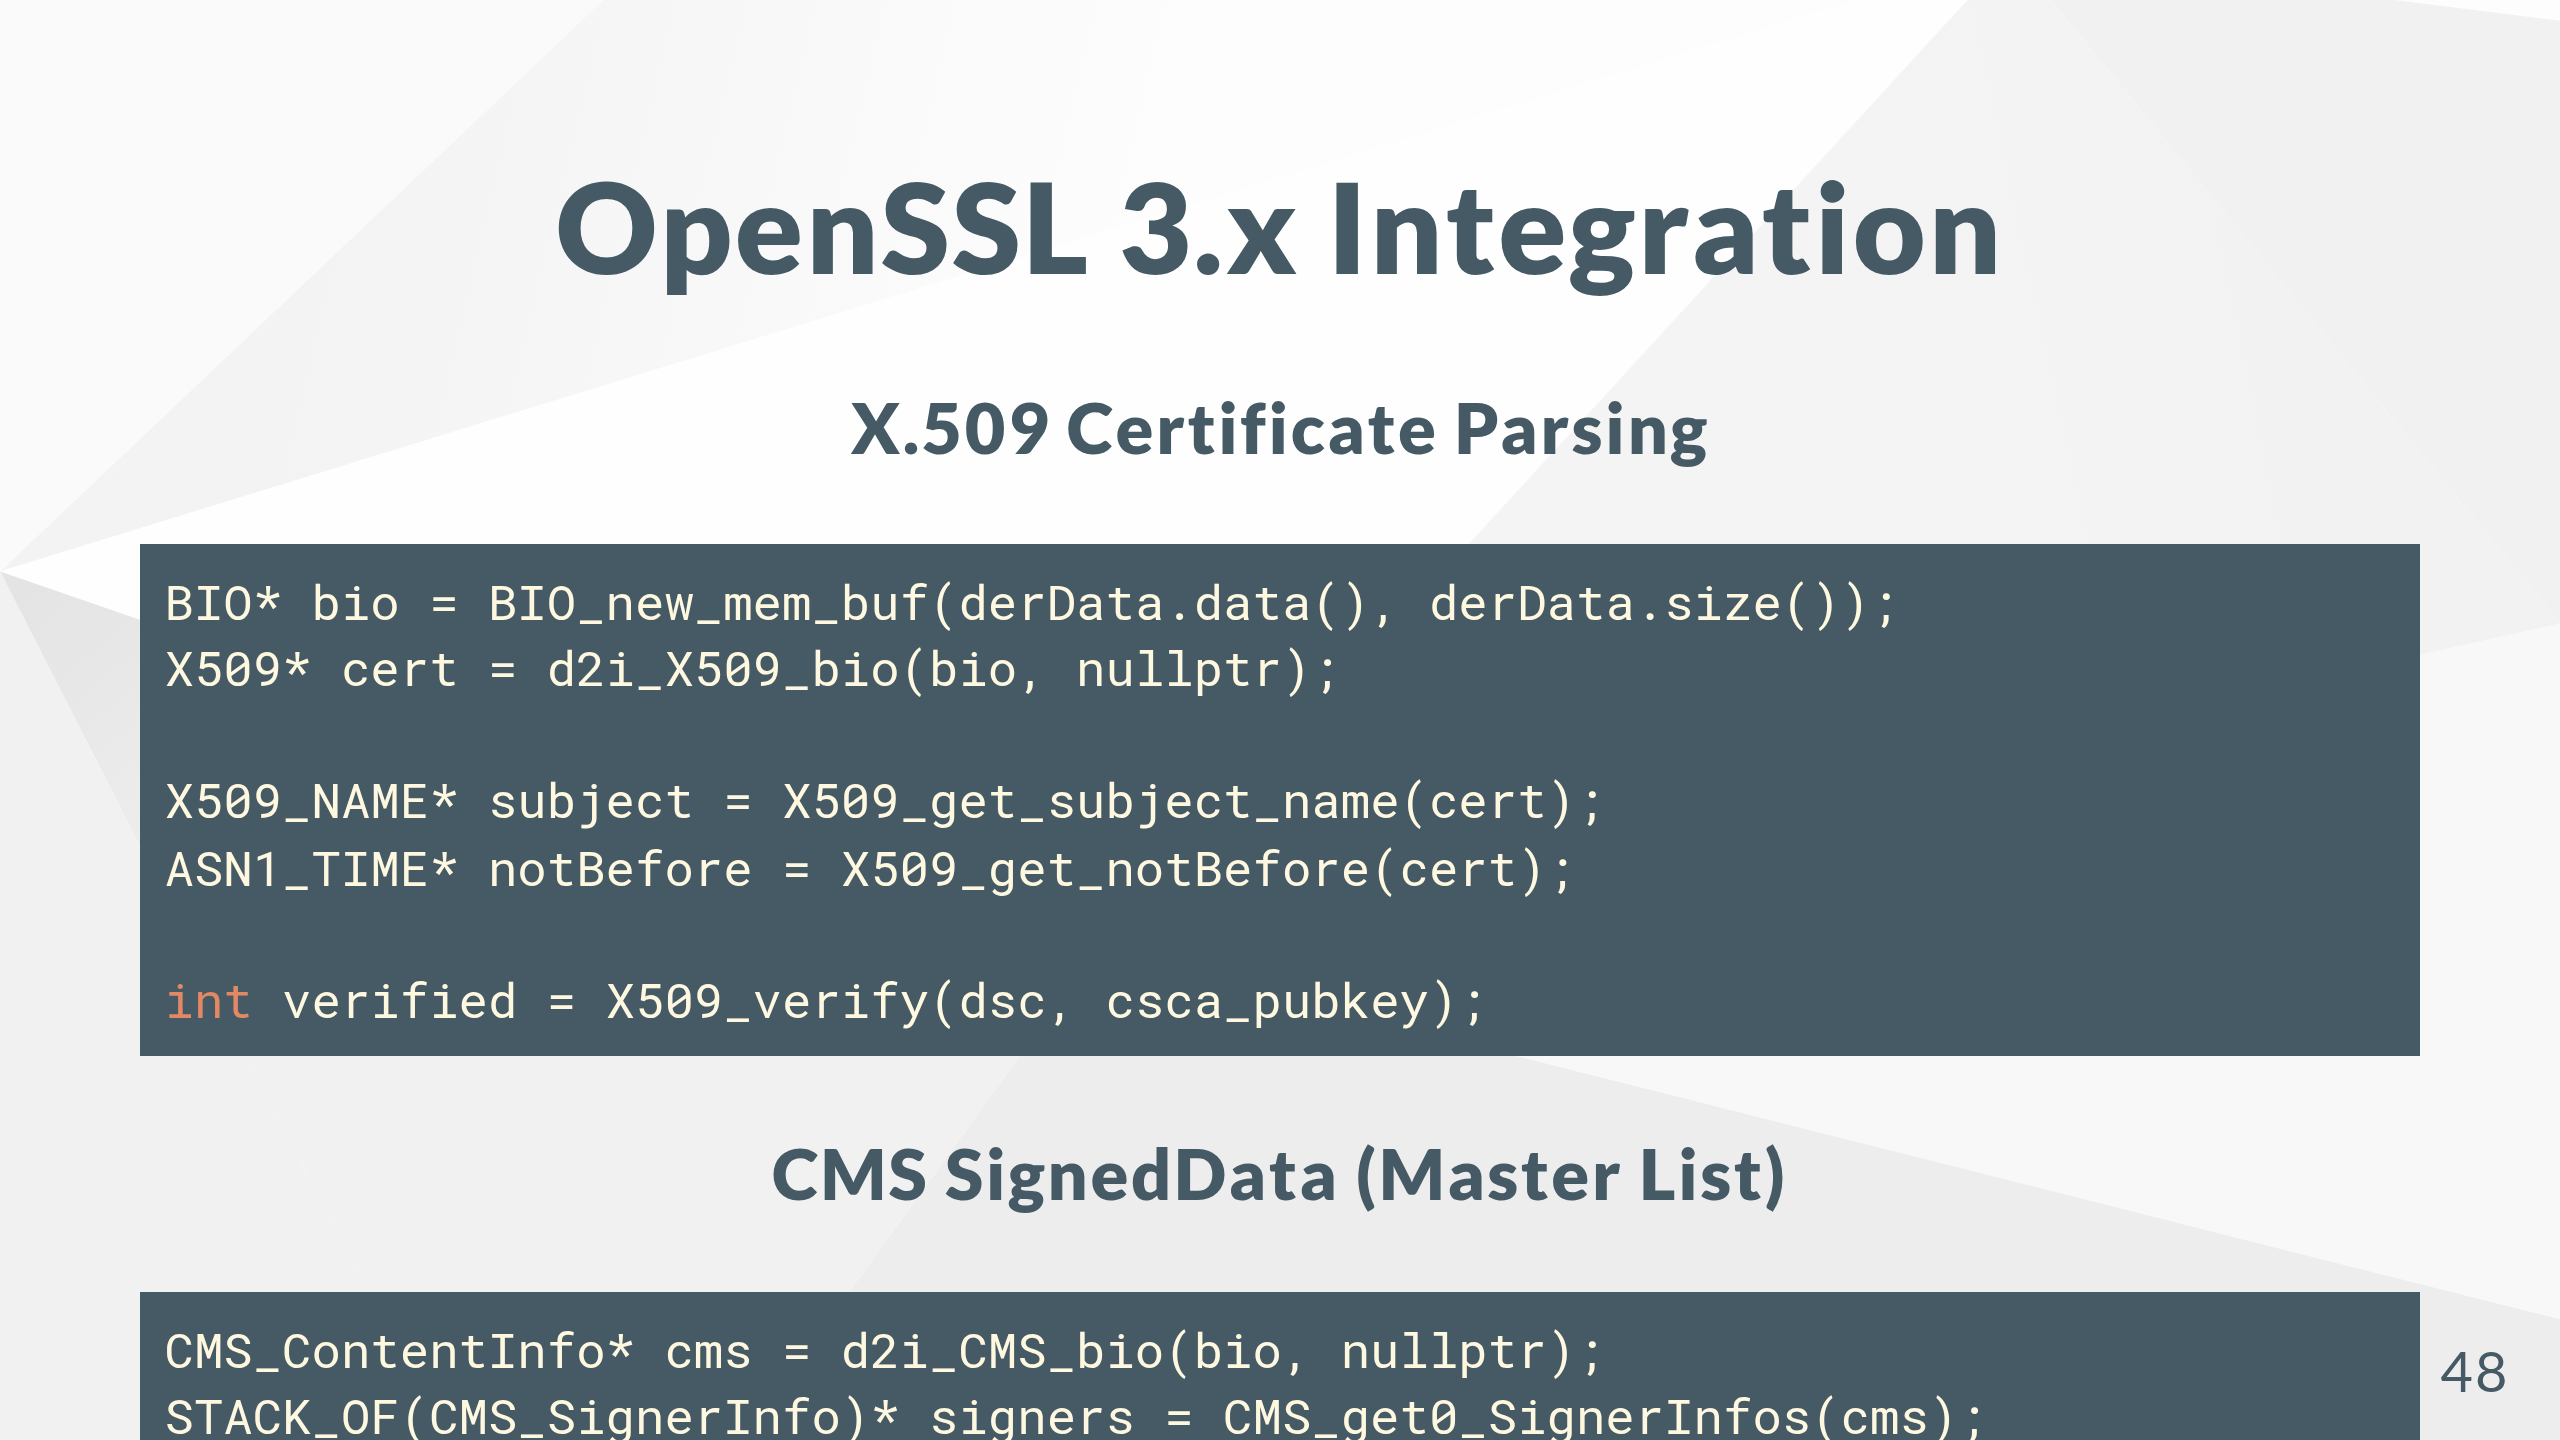 OpenSSL 3.x Integration
X.509 Certificate Parsing
BIO* bio = BIO_new_mem_buf(derData.data(), derData.size());
X509* cert = d2i_X509_bio(bio, nullptr);
X509_NAME* subject = X509_get_subject_name(cert);
ASN1_TIME* notBefore = X509_get_notBefore(cert);
int verified = X509_verify(dsc, csca_pubkey);
CMS SignedData (Master List)
CMS_ContentInfo* cms = d2i_CMS_bio(bio, nullptr);
STACK_OF(CMS_SignerInfo)* signers = CMS_get0_SignerInfos(cms);
48